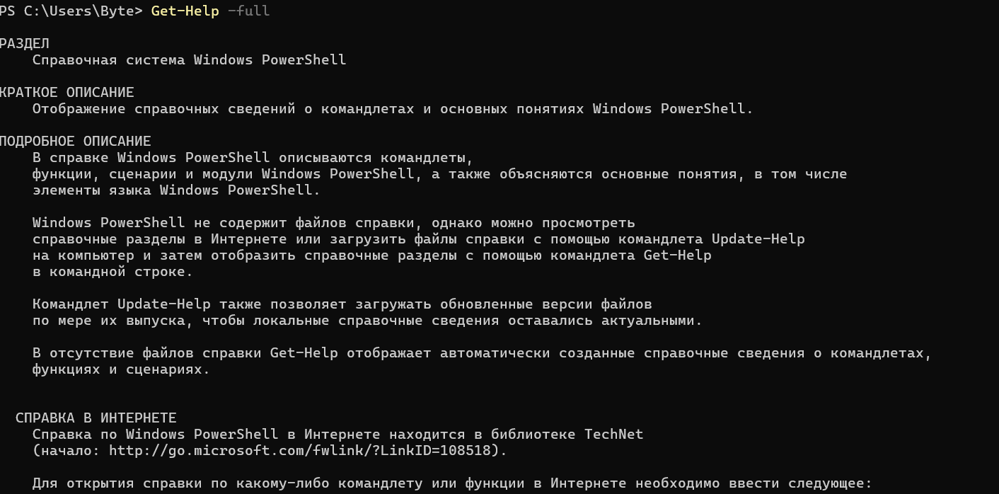 PS C:\Users\Byte> Get-Help -full
РАЗДЕЛ
Справочная система Windows PowerShell
КРАТКОЕ ОПИСАНИЕ
Отображение справочных сведений о командлетах и основных понятиях Windows PowerShell.
ПОДРОБНОЕ ОПИСАНИЕ
В справке Windows PowerShell описываются командлеты,
функции, сценарии и модули Windows PowerShell, а также объясняются основные понятия, в том числе
элементы языка Windows PowerShell.
Windows PowerShell не содержит файлов справки, однако можно просмотреть
справочные разделы в Интернете или загрузить файлы справки с помощью командлета Update-Help
на компьютер и затем отобразить справочные разделы с помощью командлета Get-Help
в командной строке.
Командлет Update-Help также позволяет загружать обновленные версии файлов
по мере их выпуска, чтобы локальные справочные сведения оставались актуальными.
В отсутствие файлов справки Get-Help отображает автоматически созданные справочные сведения о командлетах,
функциях и сценариях.
СПРАВКА В ИНТЕРНЕТЕ
Справка по Windows PowerShell в Интернете находится в библиотеке TechNet
(начало: http://go.microsoft.com/fwlink/?LinkID=108518).
Для открытия справки по какому-либо командлету или функции в Интернете необходимо ввести следующее: